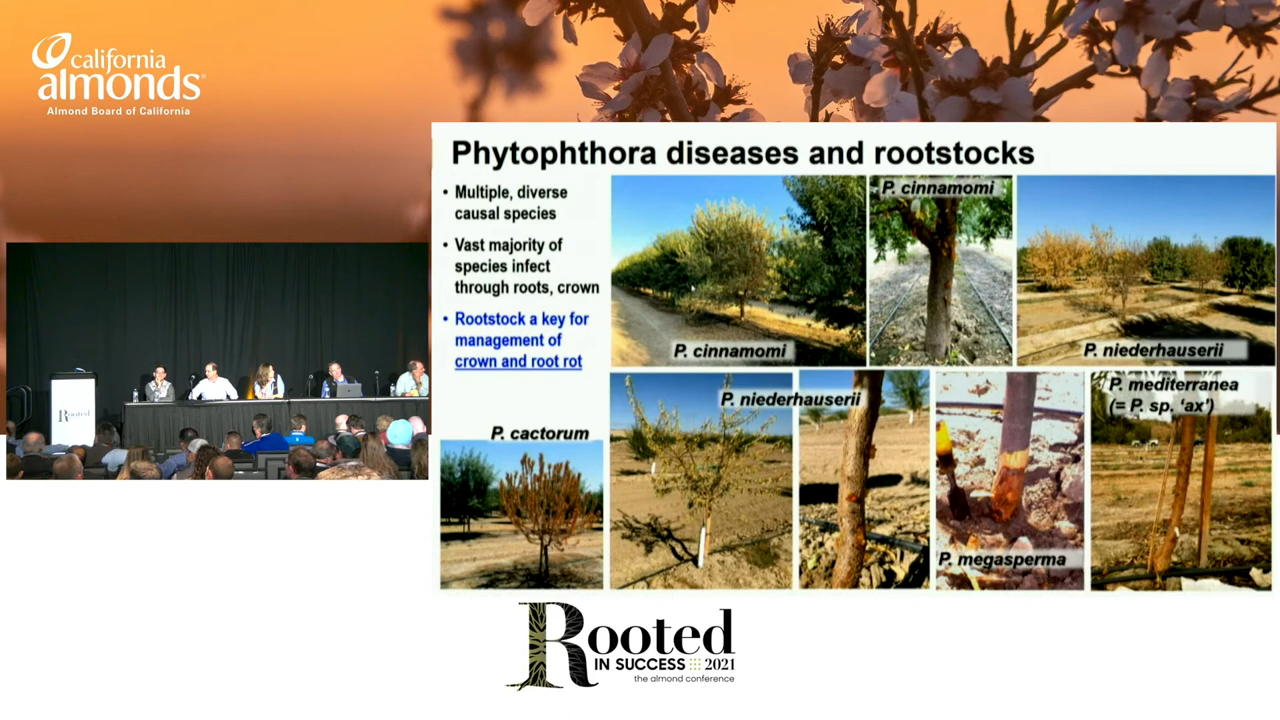 california
almonds
Almond Board of California
Phytophthora diseases and rootstocks
• Multiple, diverse
causal species
• Vast majority of
species infect
through roots, crown
• Rootstock a key for
management of
crown and root rot
P. cinnamomi
P. cinnamomi
P. niederhauserii
P. cactorum
P. niederhauserii
P. megasperma
P. mediterranea
(= P. sp. ‘ax’)
Rooted
Rooted
IN SUCCESS 2021
the almond conference